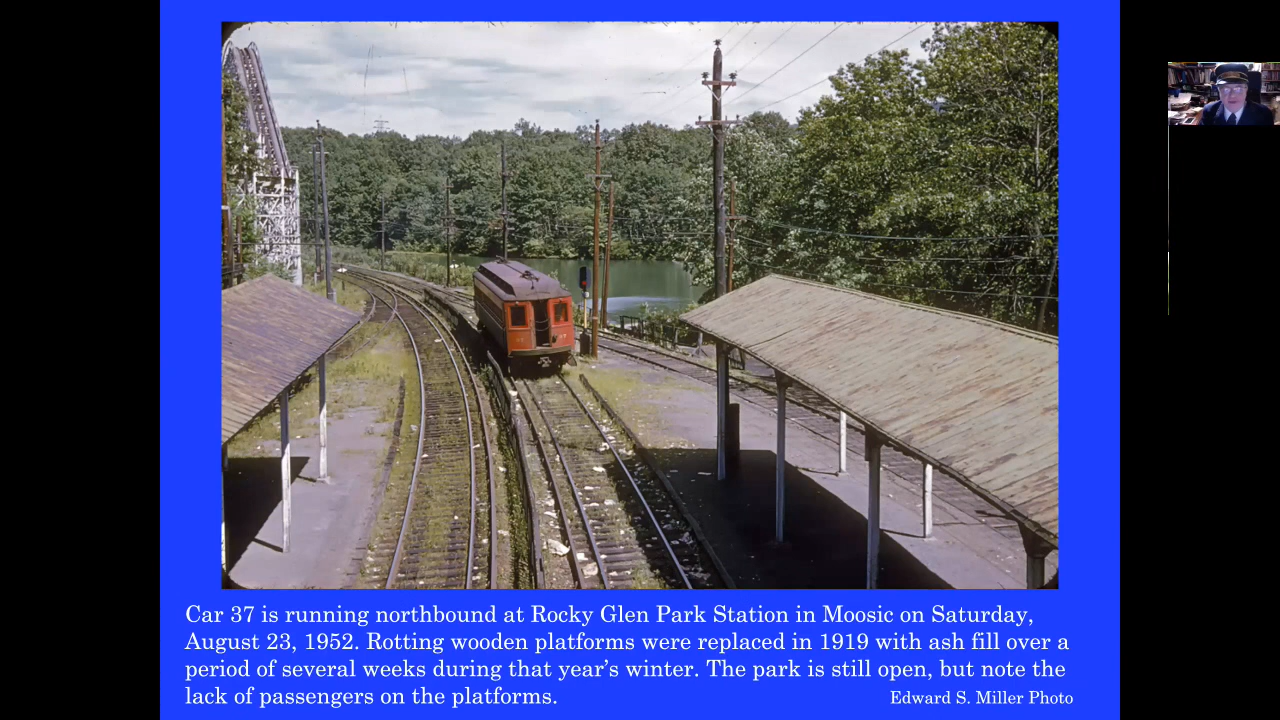 Car 37 is running northbound at Rocky Glen Park Station in Moosic on Saturday,
August 23, 1952. Rotting wooden platforms were replaced in 1919 with ash fill over a
period of several weeks during that year’s winter. The park is still open, but note the
lack of passengers on the platforms.
Edward S. Miller Photo